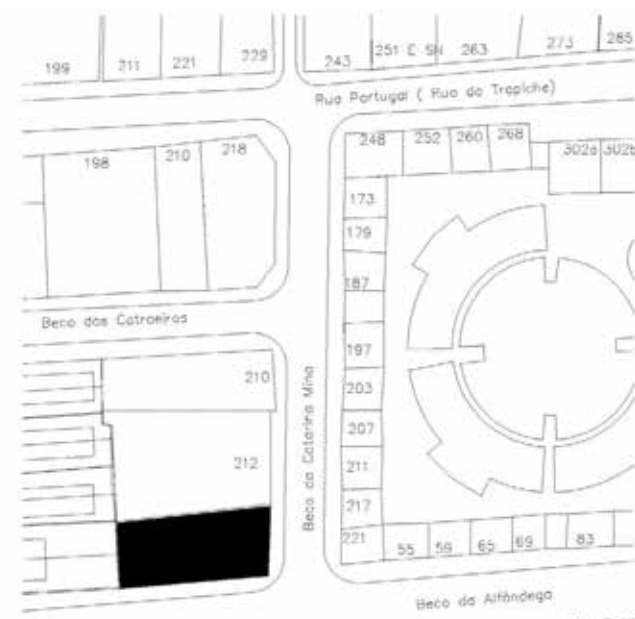 199 211 221 229 243 251 E SN 263 273 285
Rua Portugal ( Rua do Trapiche)
198 210 218 248 252 260 268 302a 302b
173
179
187
Beco dos Catroeiros
197
210
203
207
212
211
217
Beco da Catarina Mina
221 55 59 65 69 83
Beco da Alfândega